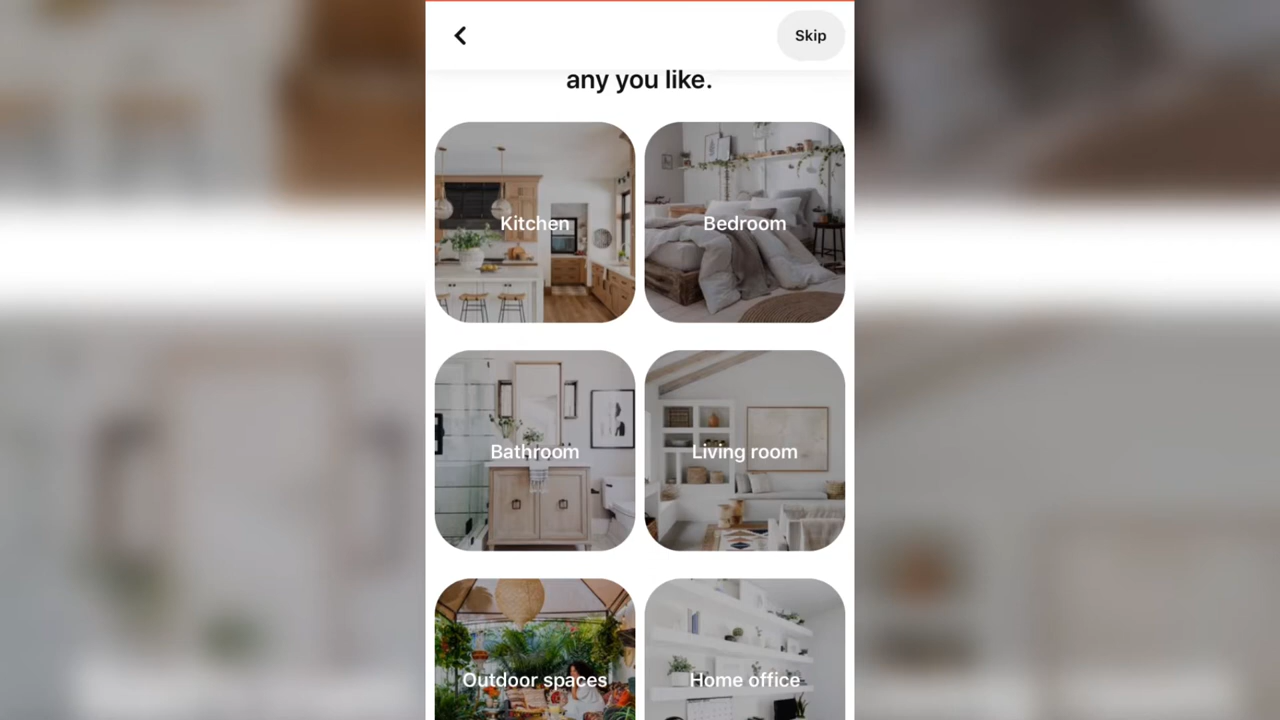 Skip
any you like.
Kitchen
Bedroom
Bathroom
Living room
Outdoor spaces
Home office